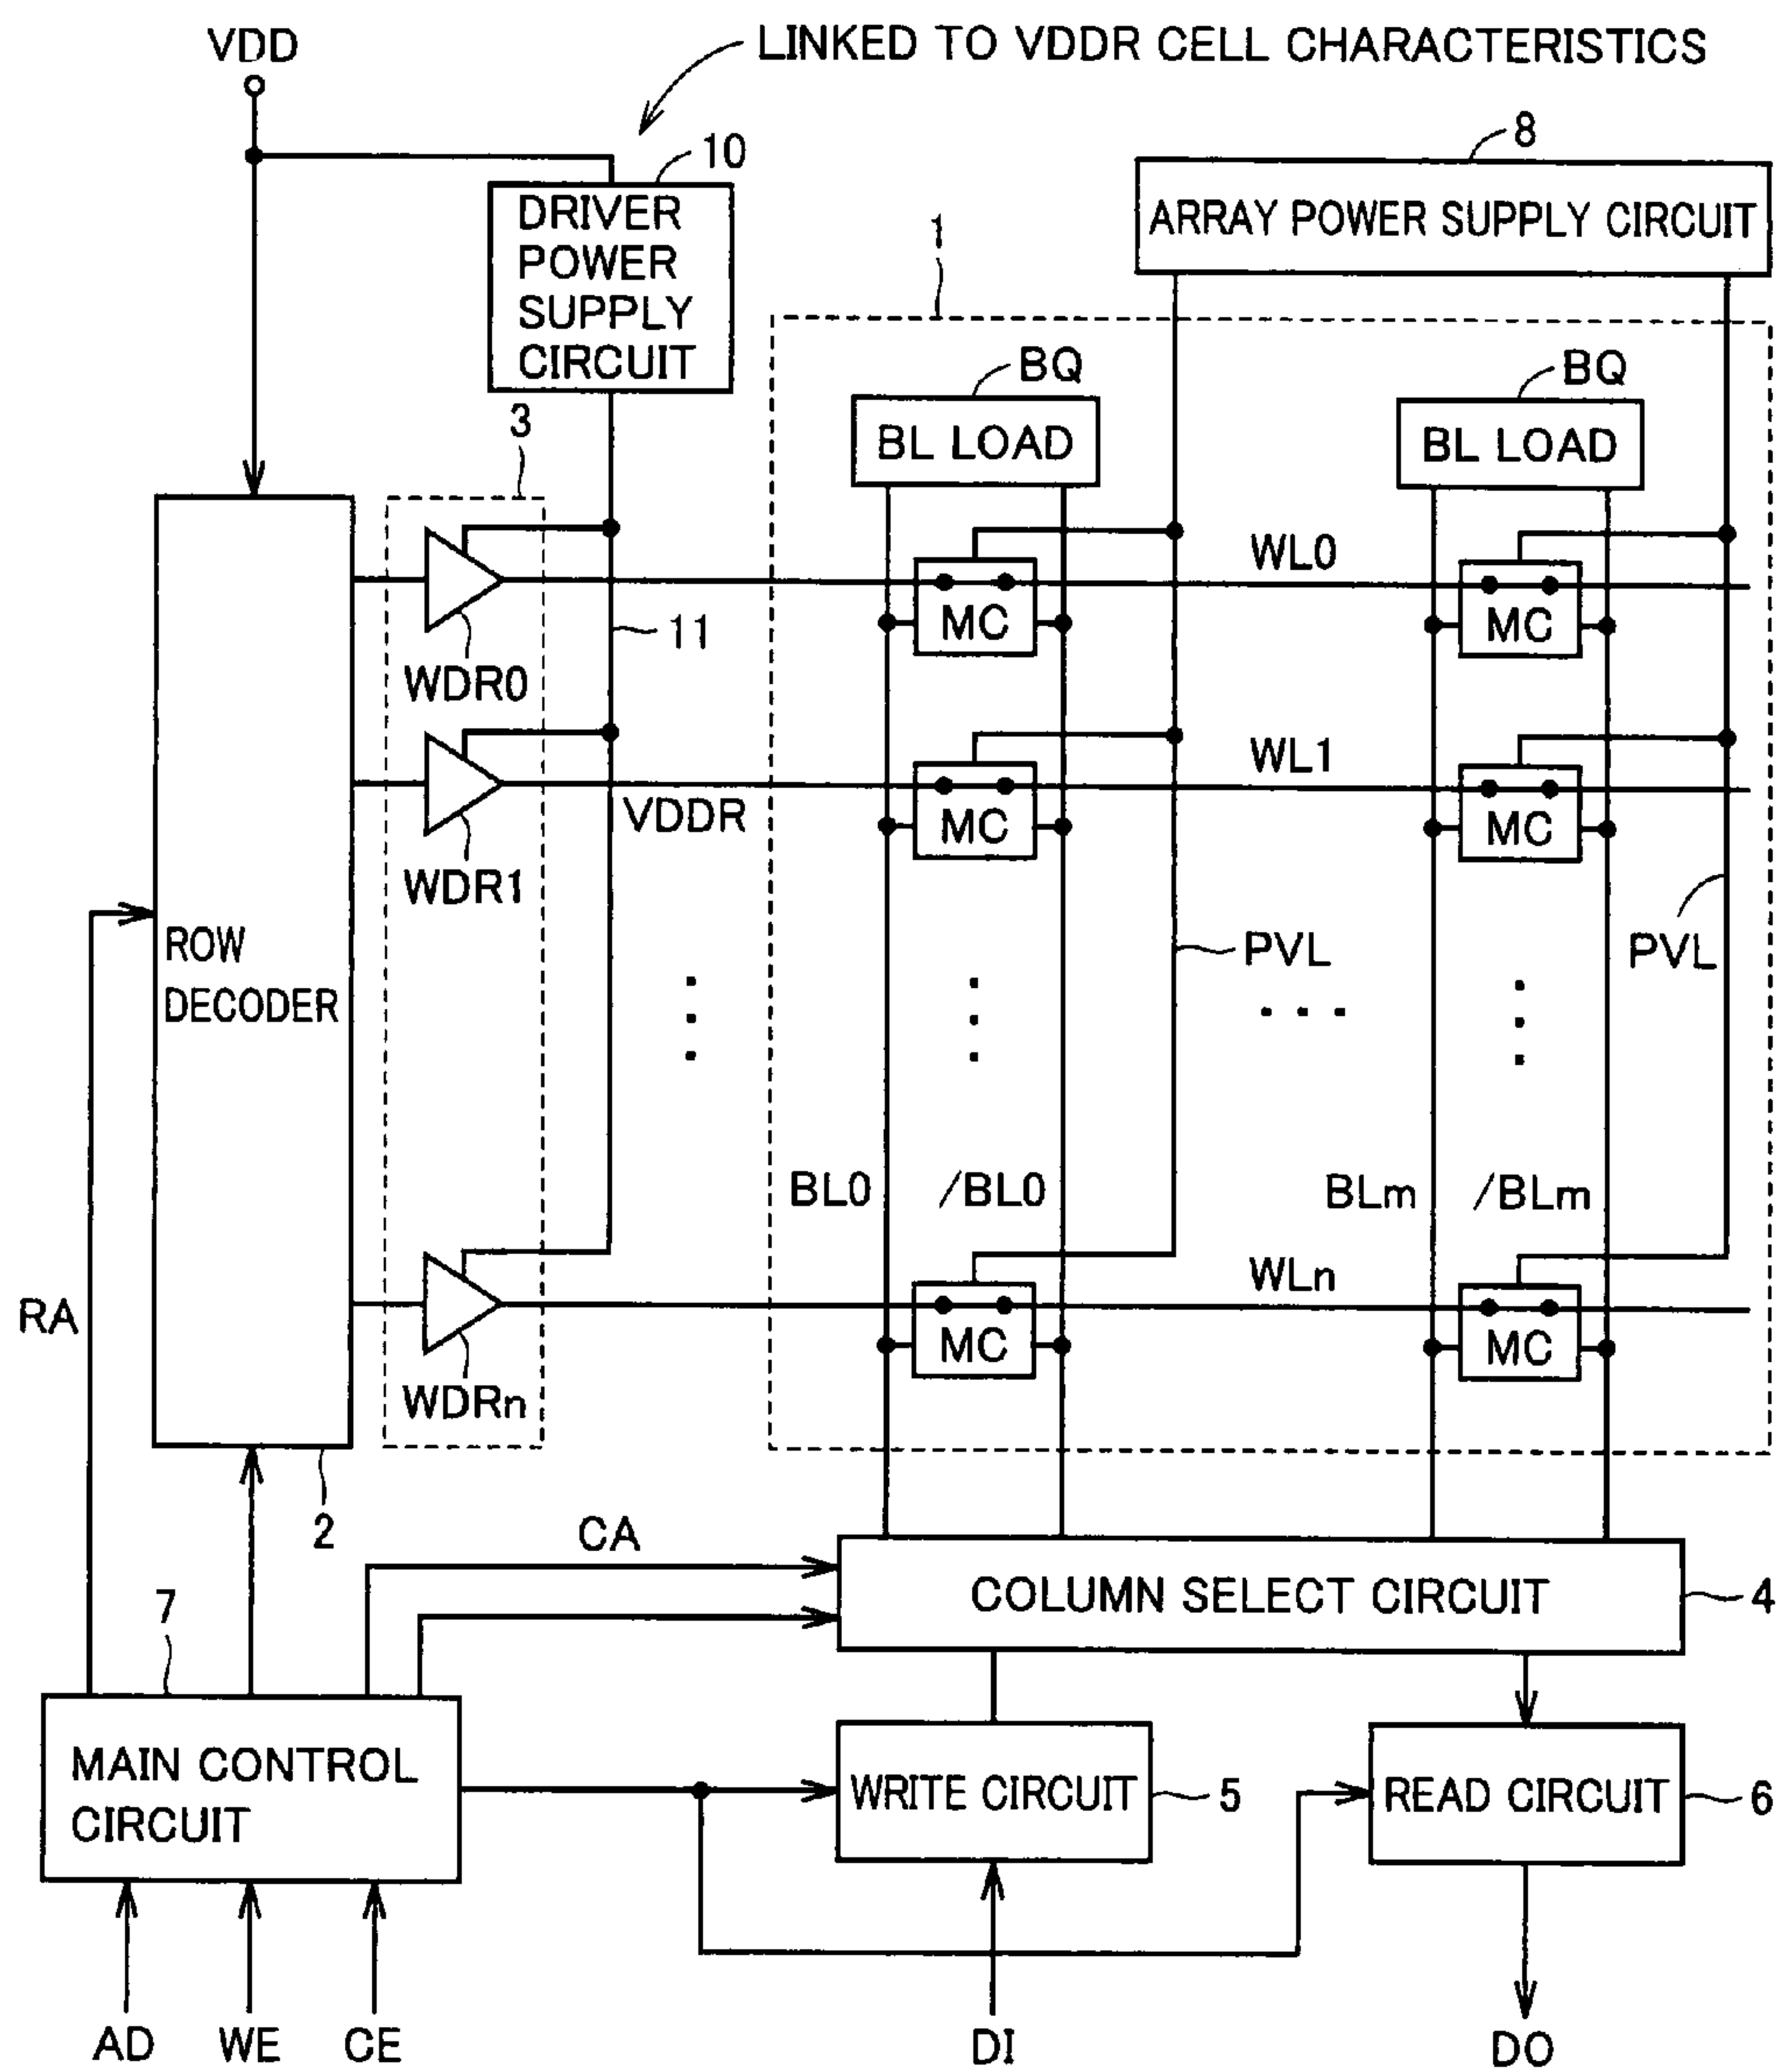 VDD
LINKED TO VDDR CELL CHARACTERISTICS
10
8
DRIVER
POWER
SUPPLY
CIRCUIT
1
ARRAY POWER SUPPLY CIRCUIT
3
BQ
BQ
BL LOAD
BL LOAD
WL0
11
MC
MC
WDR0
WL1
VDDR
MC
MC
WDR1
ROW
DECODER
PVL
PVL
BL0
/BL0
BLm
/BLm
WLn
RA
MC
MC
WDRn
2
CA
COLUMN SELECT CIRCUIT
4
7
MAIN CONTROL
CIRCUIT
WRITE CIRCUIT
5
READ CIRCUIT
6
AD
WE
CE
DI
DO